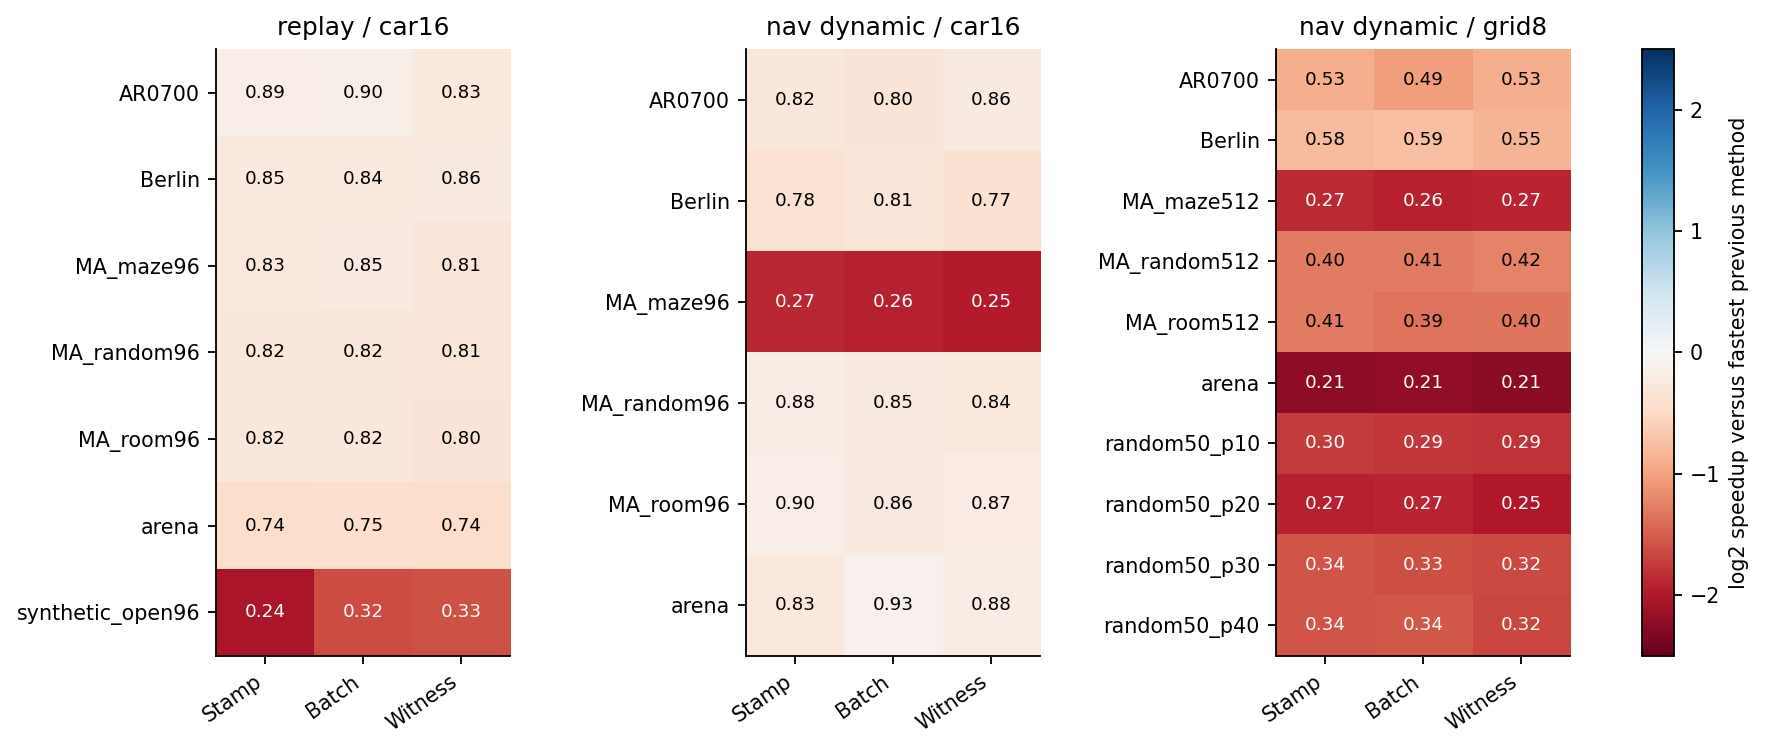 replay / car16
AR0700 0.89 0.90 0.83
Berlin 0.85 0.84 0.86
MA_maze96 0.83 0.85 0.81
MA_random96 0.82 0.82 0.81
MA_room96 0.82 0.82 0.80
arena 0.74 0.75 0.74
synthetic_open96 0.24 0.32 0.33
Stamp Batch Witness
nav dynamic / car16
AR0700 0.82 0.80 0.86
Berlin 0.78 0.81 0.77
MA_maze96 0.27 0.26 0.25
MA_random96 0.88 0.85 0.84
MA_room96 0.90 0.86 0.87
arena 0.83 0.93 0.88
Stamp Batch Witness
nav dynamic / grid8
AR0700 0.53 0.49 0.53
Berlin 0.58 0.59 0.55
MA_maze512 0.27 0.26 0.27
MA_random512 0.40 0.41 0.42
MA_room512 0.41 0.39 0.40
arena 0.21 0.21 0.21
random50_p10 0.30 0.29 0.29
random50_p20 0.27 0.27 0.25
random50_p30 0.34 0.33 0.32
random50_p40 0.34 0.34 0.32
Stamp Batch Witness
2
1
0
−1
−2
log2 speedup versus fastest previous method